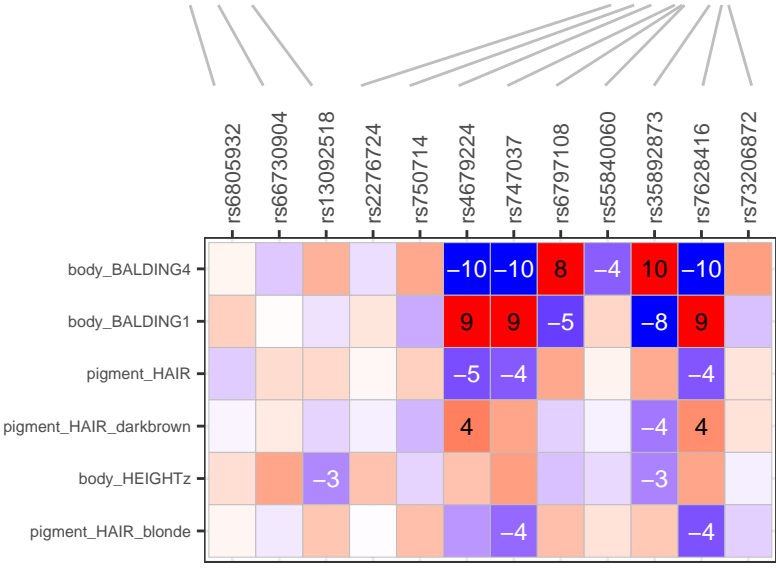 rs6805932
rs66730904
rs13092518
rs2276724
rs750714
rs4679224
rs747037
rs6797108
rs55840060
rs35892873
rs7628416
rs73206872
body_BALDING4 −10 −10 8 −4 10 −10
body_BALDING1 9 9 −5 −8 9
pigment_HAIR −5 −4 −4
pigment_HAIR_darkbrown 4 −4 4
body_HEIGHTz −3 −3
pigment_HAIR_blonde −4 −4